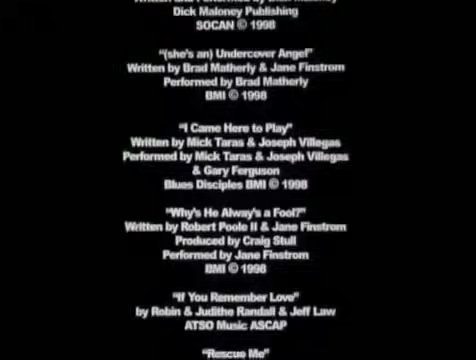 Dick Maloney Publishing
SOCAN © 1998
"(she's an) Undercover Angel"
Written by Brad Matherly & Jane Finstrom
Performed by Brad Matherly
BMI © 1998
"I Came Here to Play"
Written by Mick Taras & Joseph Villegas
Performed by Mick Taras & Joseph Villegas
& Gary Ferguson
Blues Disciples BMI © 1998
"Why's He Alway's a Fool?"
Written by Robert Poole II & Jane Finstrom
Produced by Craig Stull
Performed by Jane Finstrom
BMI © 1998
"If You Remember Love"
by Robin & Judithe Randall & Jeff Law
ATSO Music ASCAP
"Rescue Me"